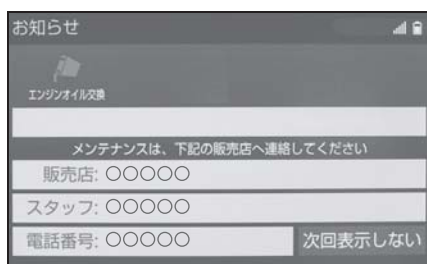 お知らせ
エンジンオイル交換
メンテナンスは、下記の販売店へ連絡してください
販売店: ○○○○○
スタッフ: ○○○○○
電話番号: ○○○○○
次回表示しない